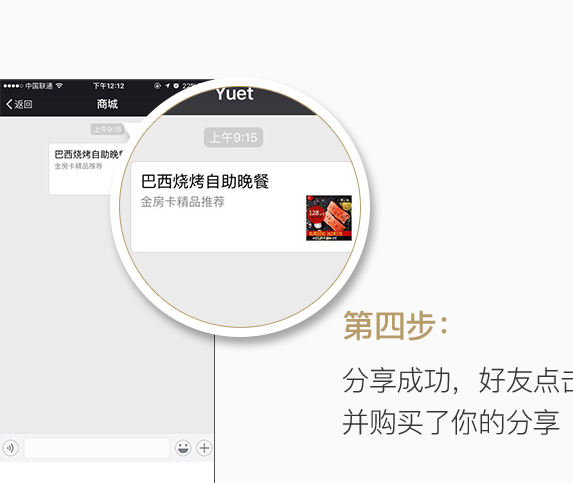 中国联通
下午12:12
22%
返回
商城
上午9:15
巴西烧烤自助晚
金房卡精品推荐
Yuet
上午9:15
巴西烧烤自助晚餐
金房卡精品推荐
128
第四步：
分享成功，好友点击
并购买了你的分享